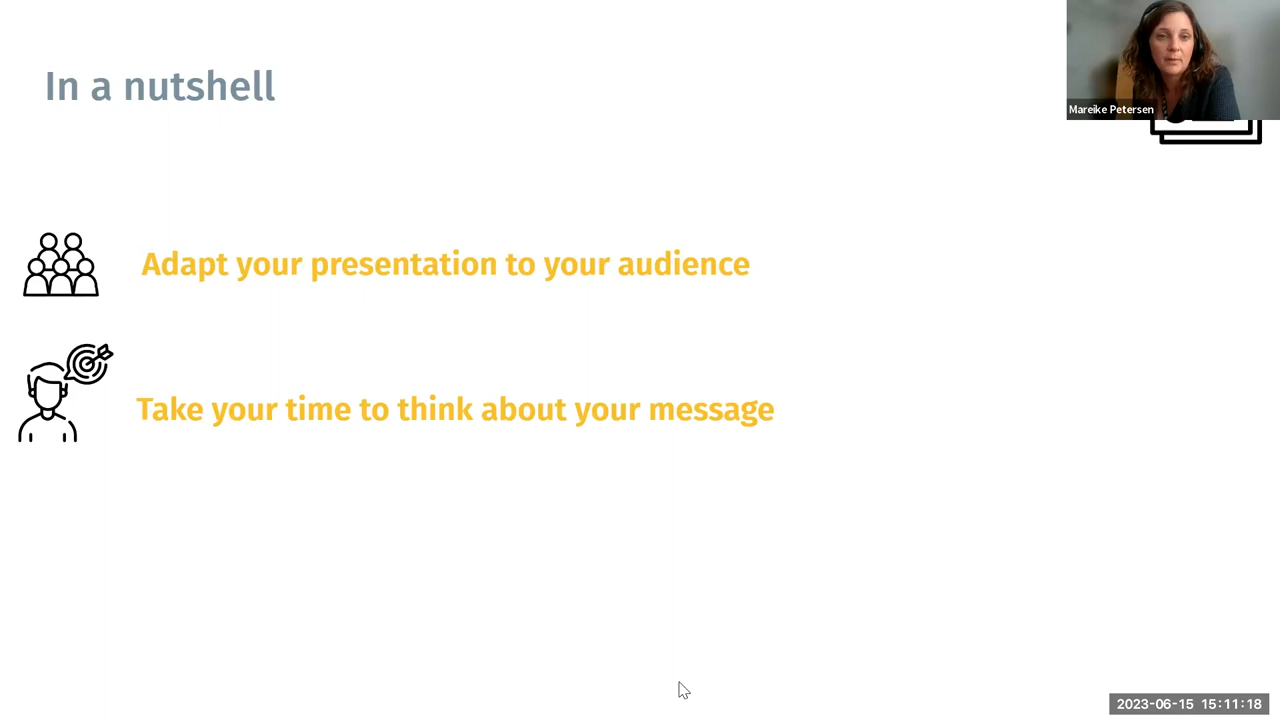 In a nutshell
Mareike Petersen
Adapt your presentation to your audience
Take your time to think about your message
2023-06-15 15:11:18